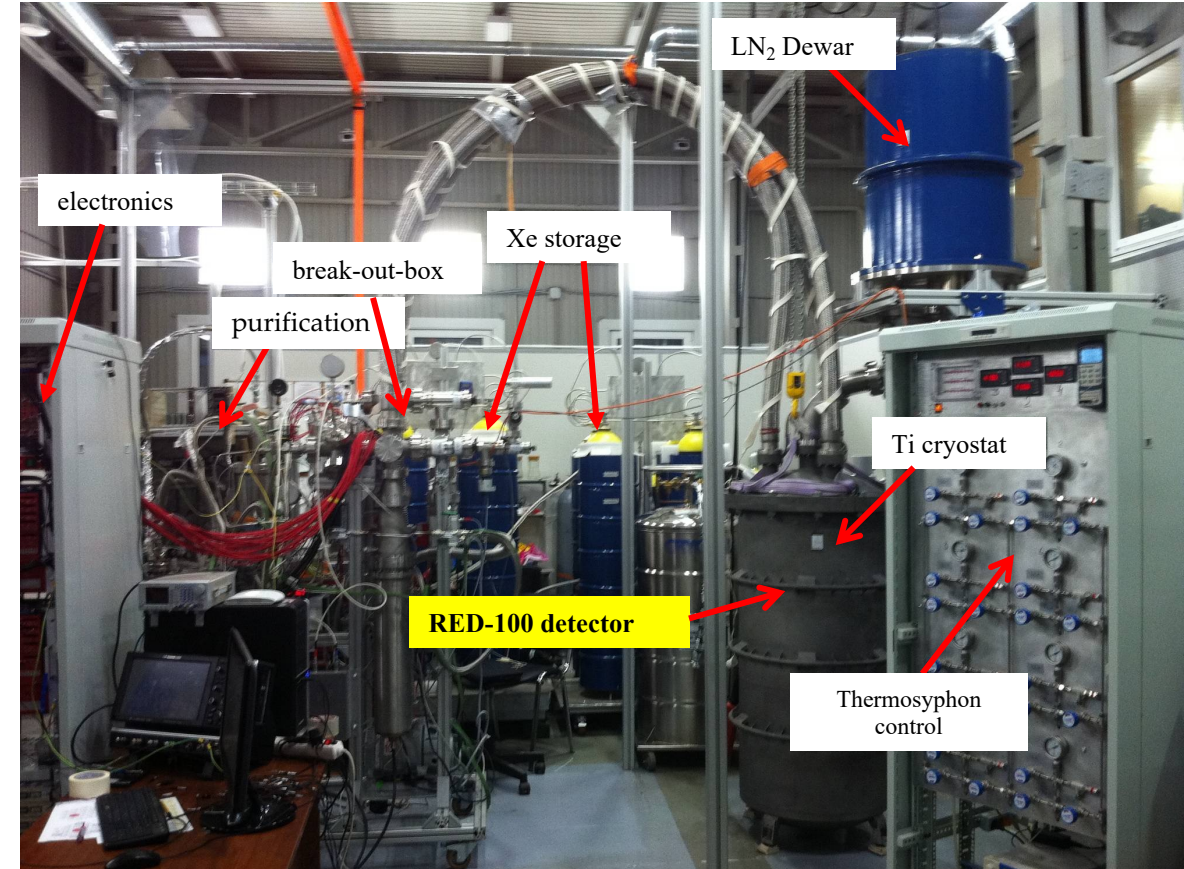 LN₂ Dewar
electronics
Xe storage
break-out-box
purification
Ti cryostat
RED-100 detector
Thermosyphon
control